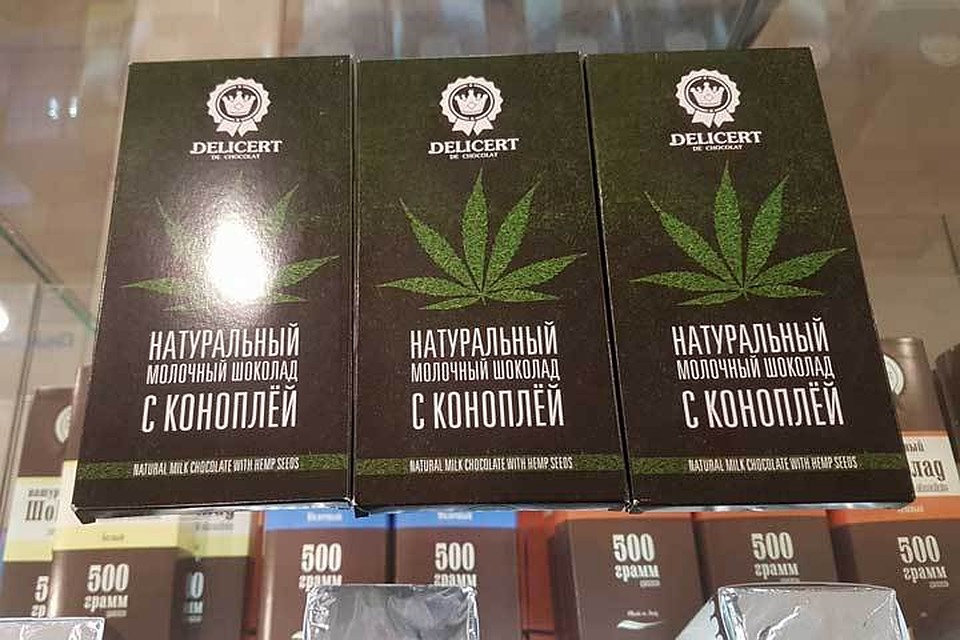 DELICERT
DE CHOCOLAT
НАТУРАЛЬНЫЙ
МОЛОЧНЫЙ ШОКОЛАД
С КОНОПЛЁЙ
NATURAL MILK CHOCOLATE WITH HEMP SEEDS
DELICERT
DE CHOCOLAT
НАТУРАЛЬНЫЙ
МОЛОЧНЫЙ ШОКОЛАД
С КОНОПЛЁЙ
NATURAL MILK CHOCOLATE WITH HEMP SEEDS
DELICERT
DE CHOCOLAT
НАТУРАЛЬНЫЙ
МОЛОЧНЫЙ ШОКОЛАД
С КОНОПЛЁЙ
NATURAL MILK CHOCOLATE WITH HEMP SEEDS
500
грамм
500
грамм
500
грамм
500
грамм
500
грамм
500
грамм